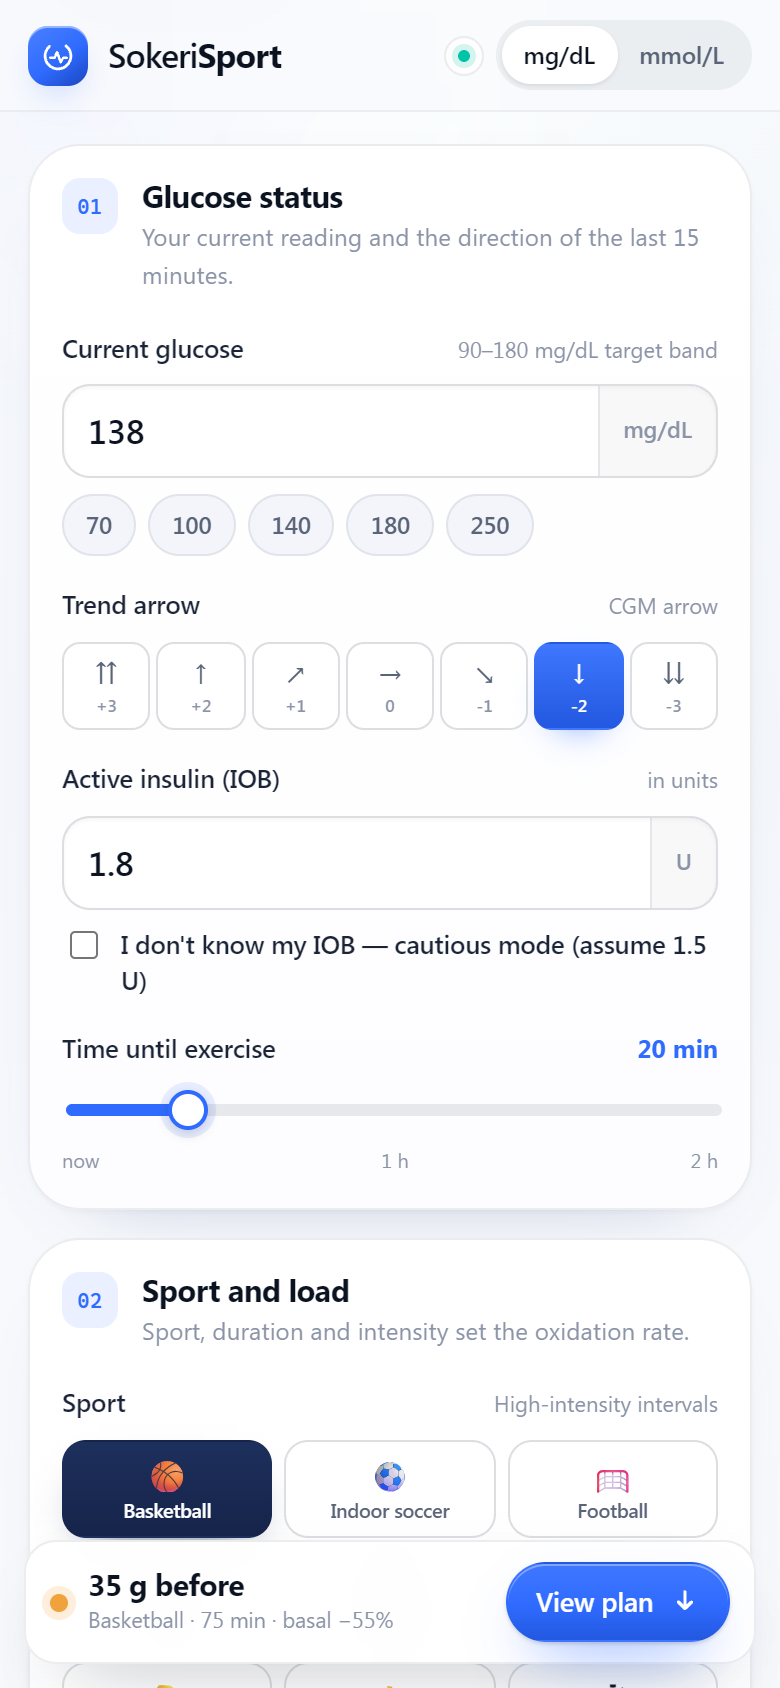 SokeriSport
mg/dL mmol/L
01
Glucose status
Your current reading and the direction of the last 15
minutes.
Current glucose 90–180 mg/dL target band
138 mg/dL
70 100 140 180 250
Trend arrow CGM arrow
↑↑ ↑ ↗ → ↘ ↓ ↓↓
+3 +2 +1 0 -1 -2 -3
Active insulin (IOB) in units
1.8 U
I don't know my IOB — cautious mode (assume 1.5
U)
Time until exercise 20 min
now 1 h 2 h
02
Sport and load
Sport, duration and intensity set the oxidation rate.
Sport High-intensity intervals
Basketball Indoor soccer Football
35 g before
Basketball · 75 min · basal −55%
View plan ↓